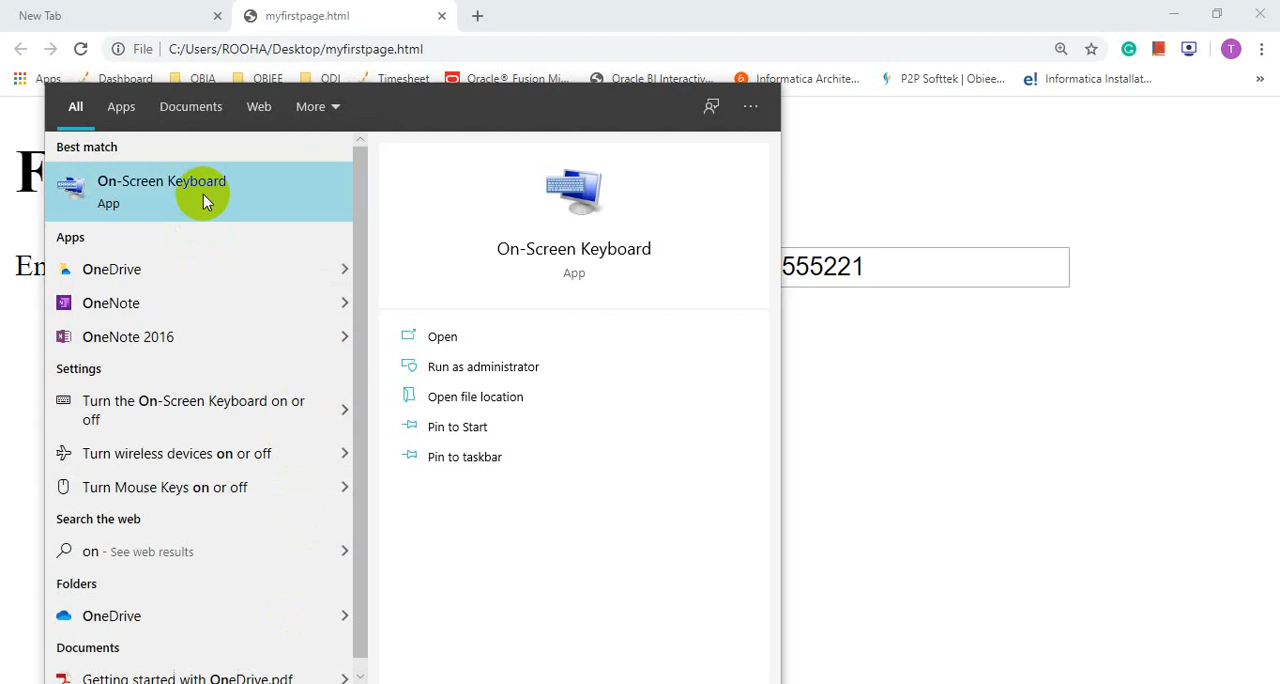 New Tab
myfirstpage.html
File
C:/Users/ROOHA/Desktop/myfirstpage.html
T
Apps
Dashboard
OBIA
OBIEE
ODI
Timesheet
Oracle® Fusion Mi...
Oracle BI Interactiv...
Informatica Archite...
P2P Softtek | Obiee...
e!
Informatica Installat...
»
All
Apps
Documents
Web
More
Best match
On-Screen Keyboard
App
Apps
OneDrive
OneNote
OneNote 2016
Settings
Turn the On-Screen Keyboard on or
off
Turn wireless devices on or off
Turn Mouse Keys on or off
Search the web
on - See web results
Folders
OneDrive
Documents
Getting started with OneDrive.pdf
On-Screen Keyboard
App
Open
Run as administrator
Open file location
Pin to Start
Pin to taskbar
555221